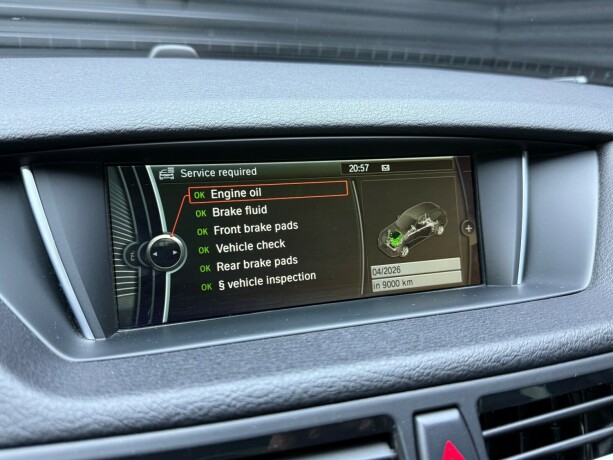 Service required
20:57
OK Engine oil
OK Brake fluid
OK Front brake pads
OK Vehicle check
OK Rear brake pads
OK § vehicle inspection
04/2026
in 9000 km